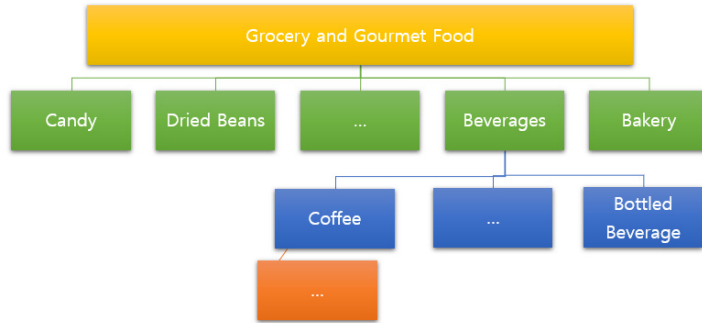 Grocery and Gourmet Food
Candy
Dried Beans
...
Beverages
Bakery
Coffee
...
Bottled
Beverage
...